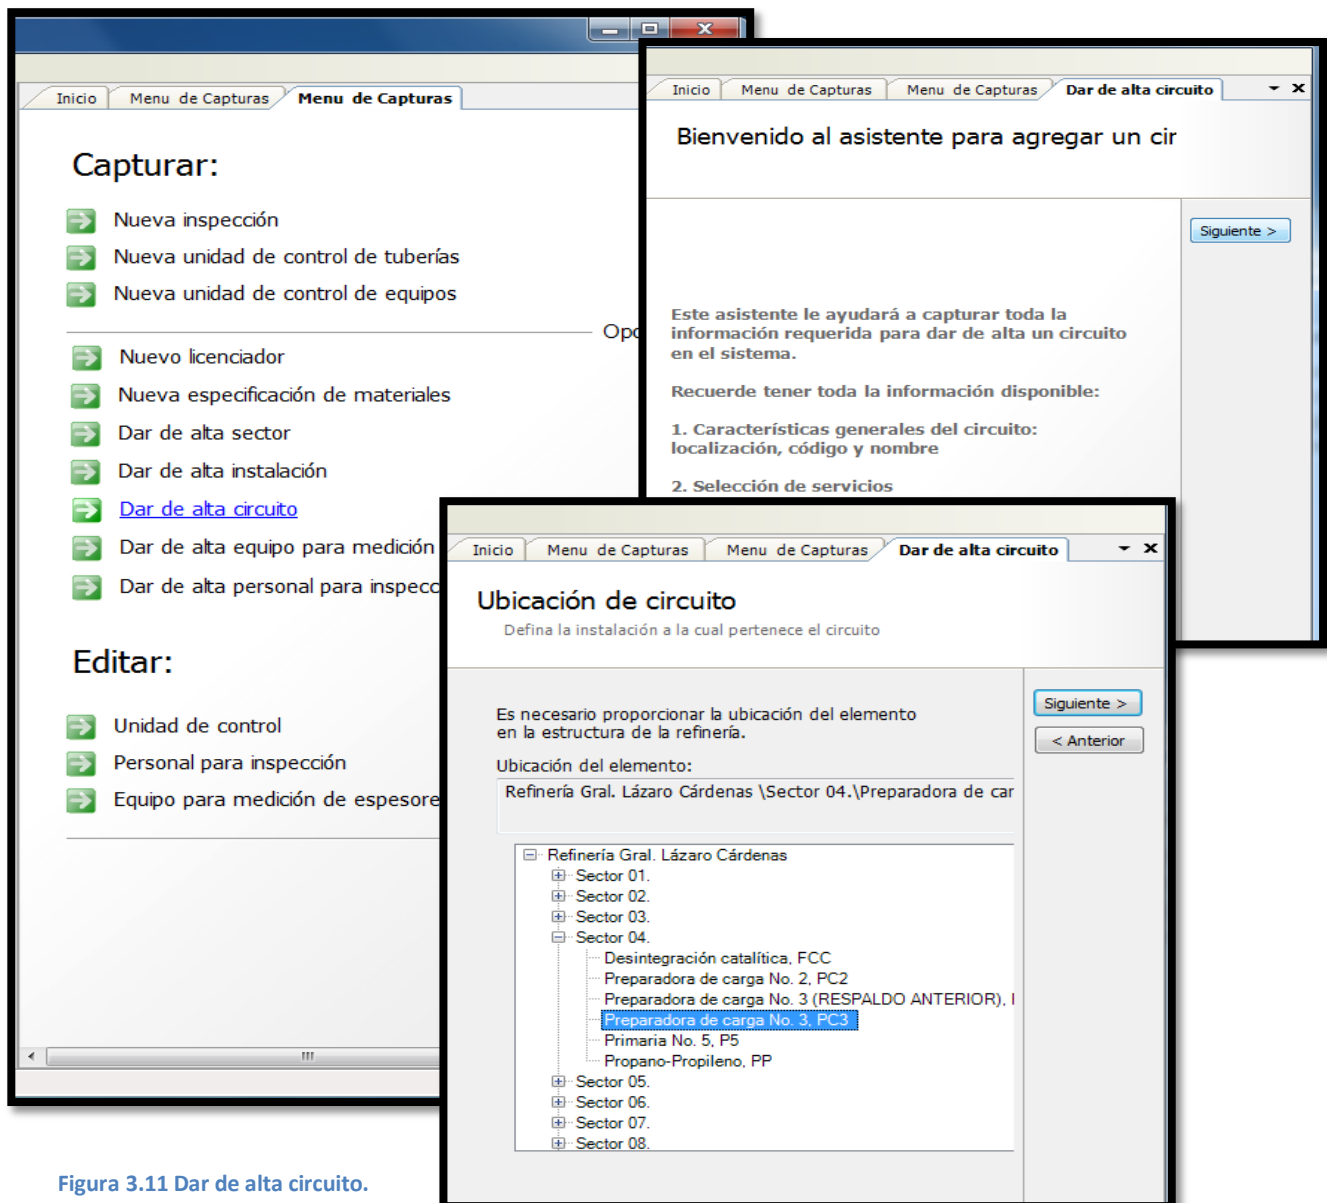 Inicio
Menu de Capturas
Menu de Capturas
Capturar:
Nueva inspección
Nueva unidad de control de tuberías
Nueva unidad de control de equipos
Nuevo licenciador
Nueva especificación de materiales
Dar de alta sector
Dar de alta instalación
Dar de alta circuito
Dar de alta equipo para medición
Dar de alta personal para inspecc
Editar:
Unidad de control
Personal para inspección
Equipo para medición de espesore
Inicio
Menu de Capturas
Menu de Capturas
Dar de alta circuito
Bienvenido al asistente para agregar un cir
Siguiente >
Este asistente le ayudará a capturar toda la
información requerida para dar de alta un circuito
en el sistema.
Recuerde tener toda la información disponible:
1. Características generales del circuito:
localización, código y nombre
2. Selección de servicios
Inicio
Menu de Capturas
Menu de Capturas
Dar de alta circuito
Ubicación de circuito
Defina la instalación a la cual pertenece el circuito
Siguiente >
< Anterior
Es necesario proporcionar la ubicación del elemento
en la estructura de la refinería.
Ubicación del elemento:
Refinería Gral. Lázaro Cárdenas \Sector 04.\Preparadora de car
Refinería Gral. Lázaro Cárdenas
Sector 01.
Sector 02.
Sector 03.
Sector 04.
Desintegración catalítica, FCC
Preparadora de carga No. 2, PC2
Preparadora de carga No. 3 (RESPALDO ANTERIOR),
Preparadora de carga No. 3, PC3
Primaria No. 5, P5
Propano-Propileno, PP
Sector 05.
Sector 06.
Sector 07.
Sector 08.
Figura 3.11 Dar de alta circuito.